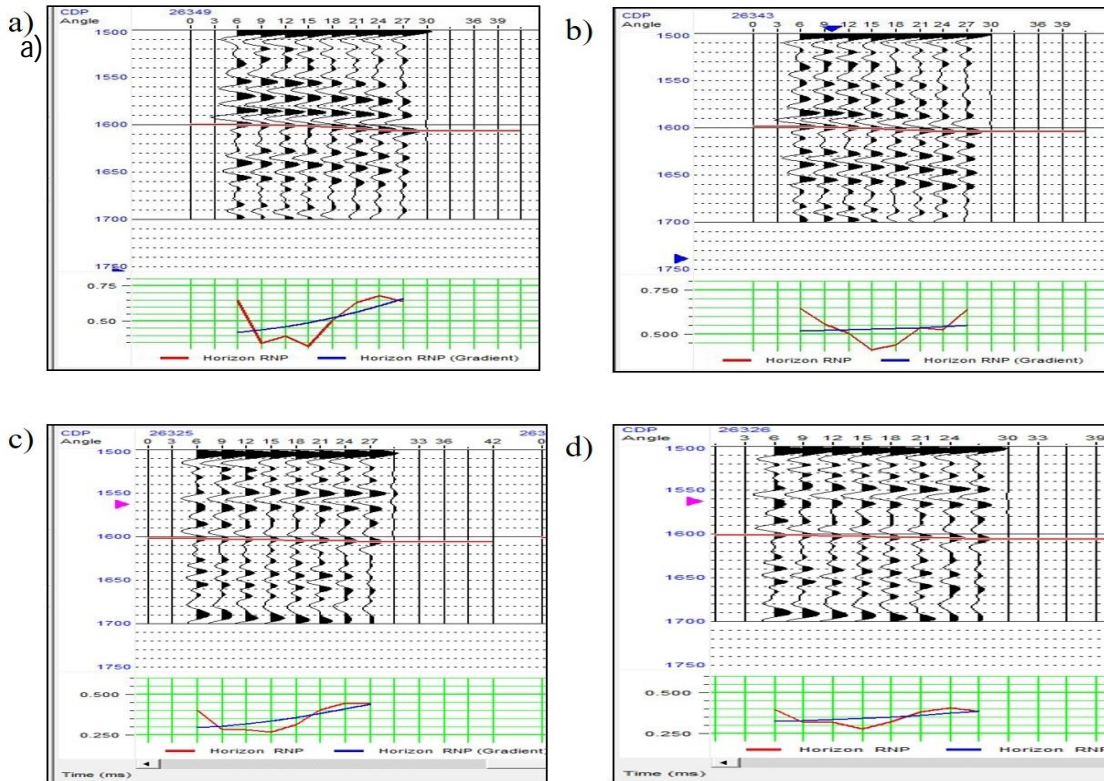 a)
a)
CDP 26349
Angle 0 3 6 9 12 15 18 21 24 27 30 33 36 39
1500
1550
1600
1650
1700
1750
0.75
0.50
Horizon RNP Horizon RNP (Gradient)
b)
CDP 26343
Angle 0 3 6 9 12 15 18 21 24 27 30 33 36 39
1500
1550
1600
1650
1700
1750
0.750
0.500
Horizon RNP Horizon RNP (Gradient)
c)
CDP 26325 263
Angle 0 3 6 9 12 15 18 21 24 27 33 36 39 42 0
1500
1550
1600
1650
1700
1750
0.500
0.250
Horizon RNP Horizon RNP (Gradient)
Time (ms)
d)
CDP 26326
Angle 3 6 9 12 15 18 21 24 27 30 33 39
1500
1550
1600
1650
1700
1750
0.500
0.250
Horizon RNP Horizon RNP
Time (ms)